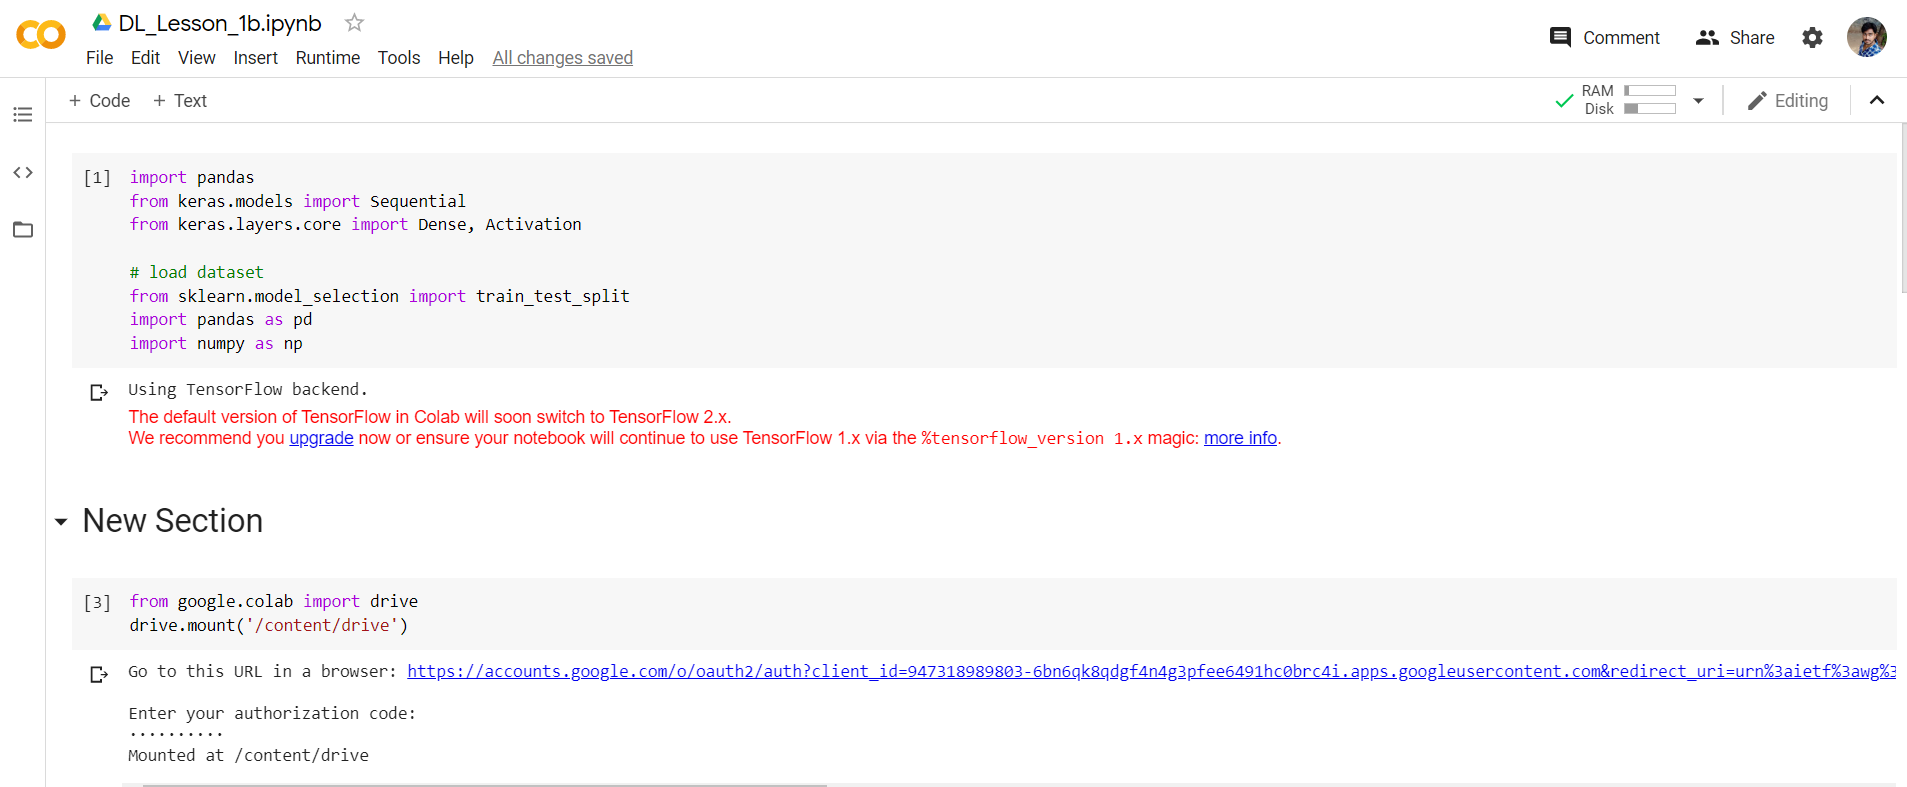 DL_Lesson_1b.ipynb
File Edit View Insert Runtime Tools Help All changes saved
Comment Share
+ Code + Text
RAM
Disk
Editing
[1] import pandas
from keras.models import Sequential
from keras.layers.core import Dense, Activation
# load dataset
from sklearn.model_selection import train_test_split
import pandas as pd
import numpy as np
Using TensorFlow backend.
The default version of TensorFlow in Colab will soon switch to TensorFlow 2.x.
We recommend you upgrade now or ensure your notebook will continue to use TensorFlow 1.x via the %tensorflow_version 1.x magic: more info.
New Section
[3] from google.colab import drive
drive.mount('/content/drive')
Go to this URL in a browser: https://accounts.google.com/o/oauth2/auth?client_id=947318989803-6bn6qk8qdgf4n4g3pfee6491hc0brc4i.apps.googleusercontent.com&redirect_uri=urn%3aietf%3awg%3
Enter your authorization code:
··········
Mounted at /content/drive